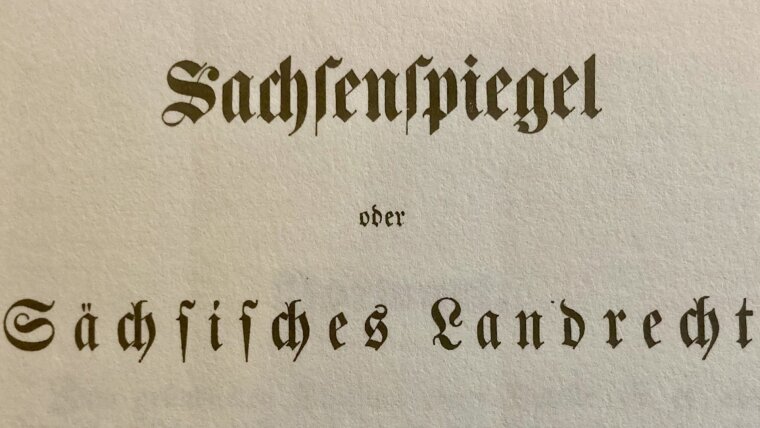 Sachſenſpiegel
oder
Sächſiſches Landrecht